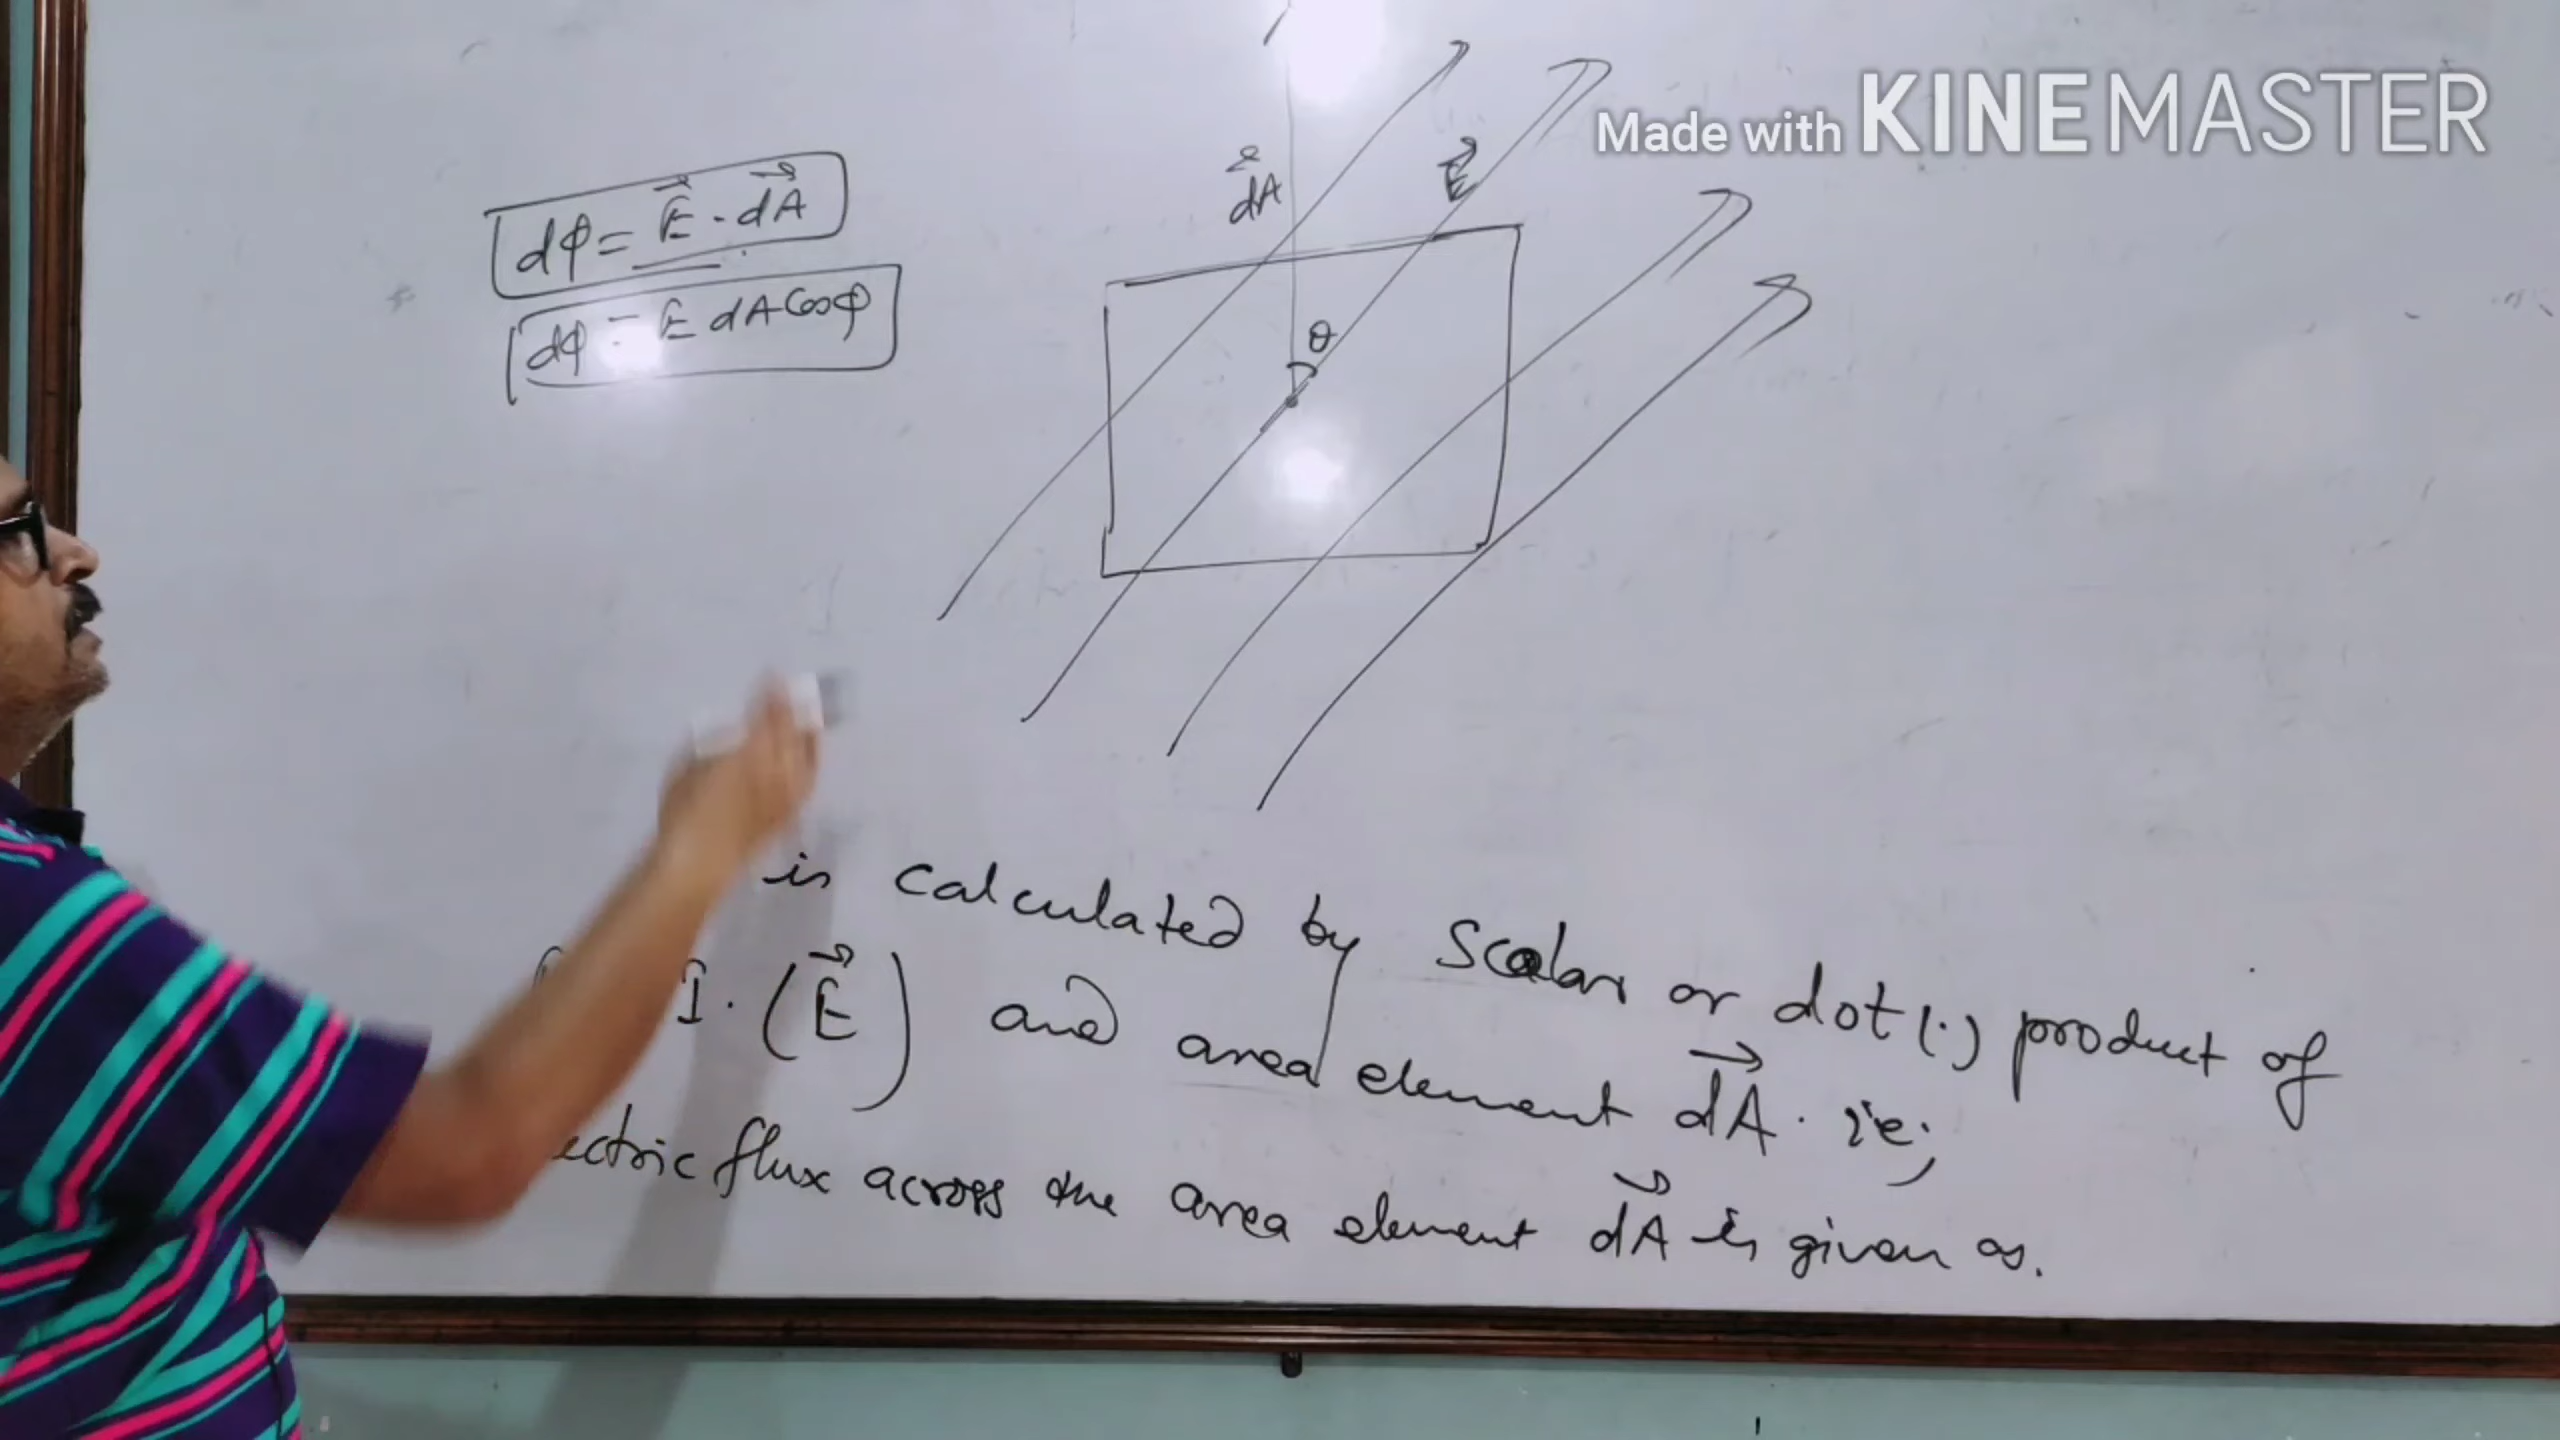 Made with KINEMASTER
dϕ = E⃗ · dA⃗
dϕ = E dA Cosϕ
dA⃗
E⃗
θ
is calculated by Scalar or dot(·) product of
I. (E⃗) and area element dA⃗. ie;
ectric flux across the area element dA⃗ is given as.